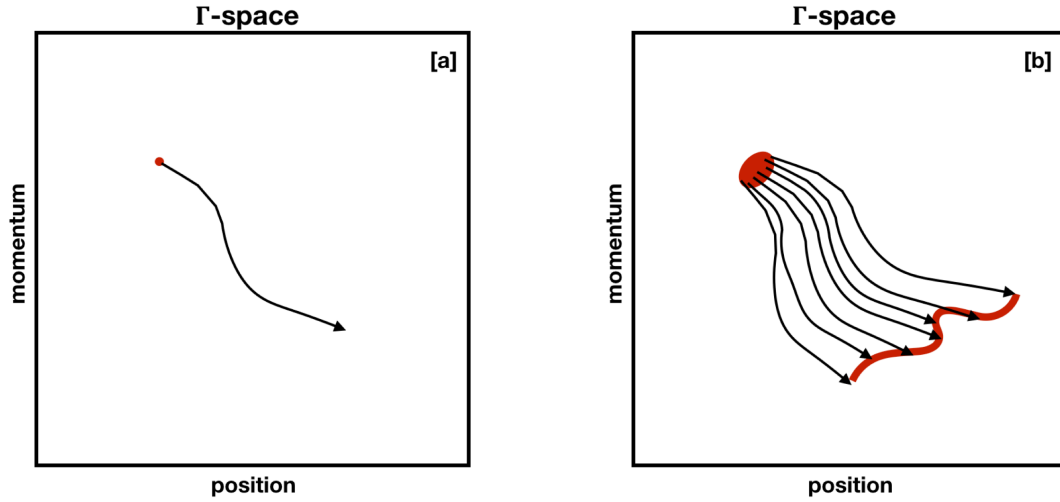 Γ-space
[a]
momentum
position
Γ-space
[b]
momentum
position